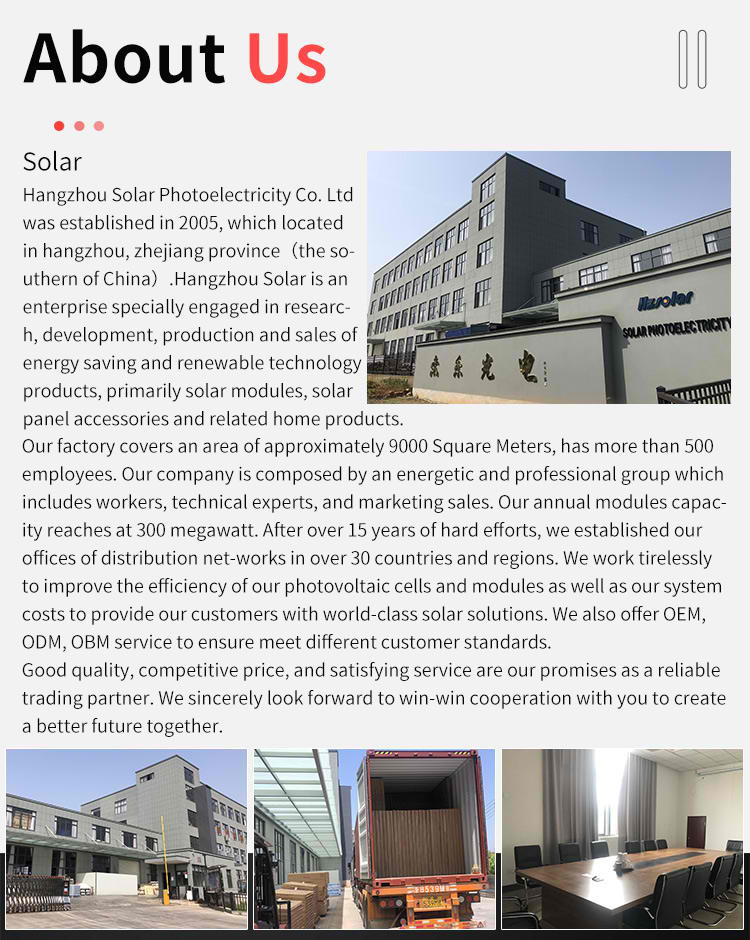 About Us
Solar
Hangzhou Solar Photoelectricity Co. Ltd
was established in 2005, which located
in hangzhou, zhejiang province（the so-
uthern of China）.Hangzhou Solar is an
enterprise specially engaged in researc-
h, development, production and sales of
energy saving and renewable technology
products, primarily solar modules, solar
panel accessories and related home products.
Hzsolar
SOLAR PHOTOELECTRICITY
Our factory covers an area of approximately 9000 Square Meters, has more than 500
employees. Our company is composed by an energetic and professional group which
includes workers, technical experts, and marketing sales. Our annual modules capac-
ity reaches at 300 megawatt. After over 15 years of hard efforts, we established our
offices of distribution net-works in over 30 countries and regions. We work tirelessly
to improve the efficiency of our photovoltaic cells and modules as well as our system
costs to provide our customers with world-class solar solutions. We also offer OEM,
ODM, OBM service to ensure meet different customer standards.
Good quality, competitive price, and satisfying service are our promises as a reliable
trading partner. We sincerely look forward to win-win cooperation with you to create
a better future together.